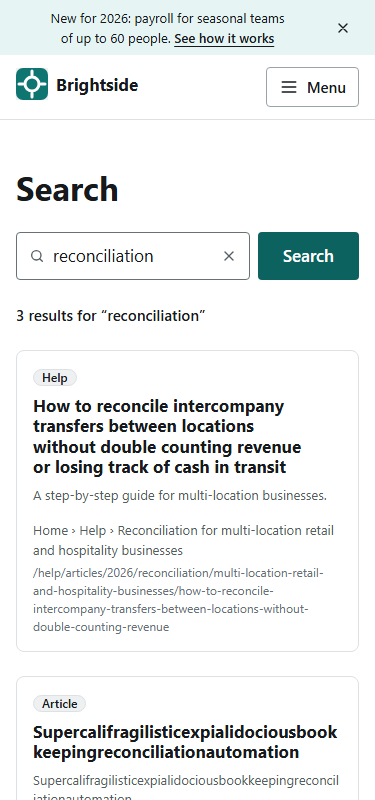 New for 2026: payroll for seasonal teams
of up to 60 people. See how it works
Brightside
Menu
Search
reconciliation
Search
3 results for “reconciliation”
Help
How to reconcile intercompany
transfers between locations
without double counting revenue
or losing track of cash in transit
A step-by-step guide for multi-location businesses.
Home › Help › Reconciliation for multi-location retail
and hospitality businesses
/help/articles/2026/reconciliation/multi-location-retail-
and-hospitality-businesses/how-to-reconcile-
intercompany-transfers-between-locations-without-
double-counting-revenue
Article
Supercalifragilisticexpialidociousbook
keepingreconciliationautomation
Supercalifragilisticexpialidociousbookkeepingreconcil
iationautomation